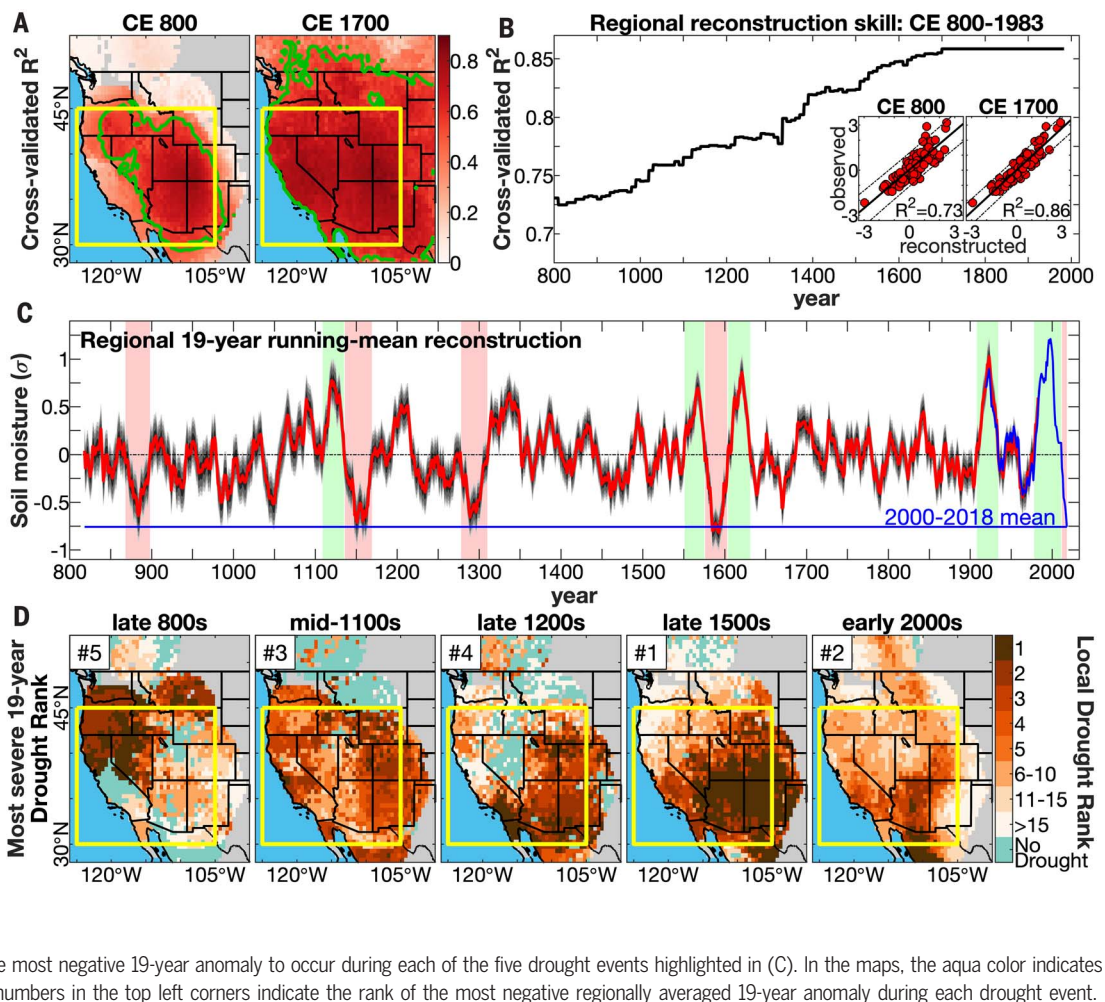 A
CE 800
CE 1700
Cross-validated R²
45°N
30°N
120°W
105°W
120°W
105°W
0.8
0.6
0.4
0.2
0
B
Regional reconstruction skill: CE 800-1983
Cross-validated R²
0.85
0.8
0.75
0.7
800
1000
1200
1400
1600
1800
2000
year
CE 800
CE 1700
observed
3
0
-3
R²=0.73
R²=0.86
-3
0
3
-3
0
3
reconstructed
C
Regional 19-year running-mean reconstruction
Soil moisture (σ)
1
0.5
0
-0.5
-1
2000-2018 mean
800
900
1000
1100
1200
1300
1400
1500
1600
1700
1800
1900
2000
year
D
Most severe 19-year
Drought Rank
late 800s
mid-1100s
late 1200s
late 1500s
early 2000s
#5
#3
#4
#1
#2
45°N
30°N
120°W
105°W
120°W
105°W
120°W
105°W
120°W
105°W
120°W
105°W
1
2
3
4
5
6-10
11-15
>15
No
Drought
Local Drought Rank
e most negative 19-year anomaly to occur during each of the five drought events highlighted in (C). In the maps, the aqua color indicates
numbers in the top left corners indicate the rank of the most negative regionally averaged 19-year anomaly during each drought event.